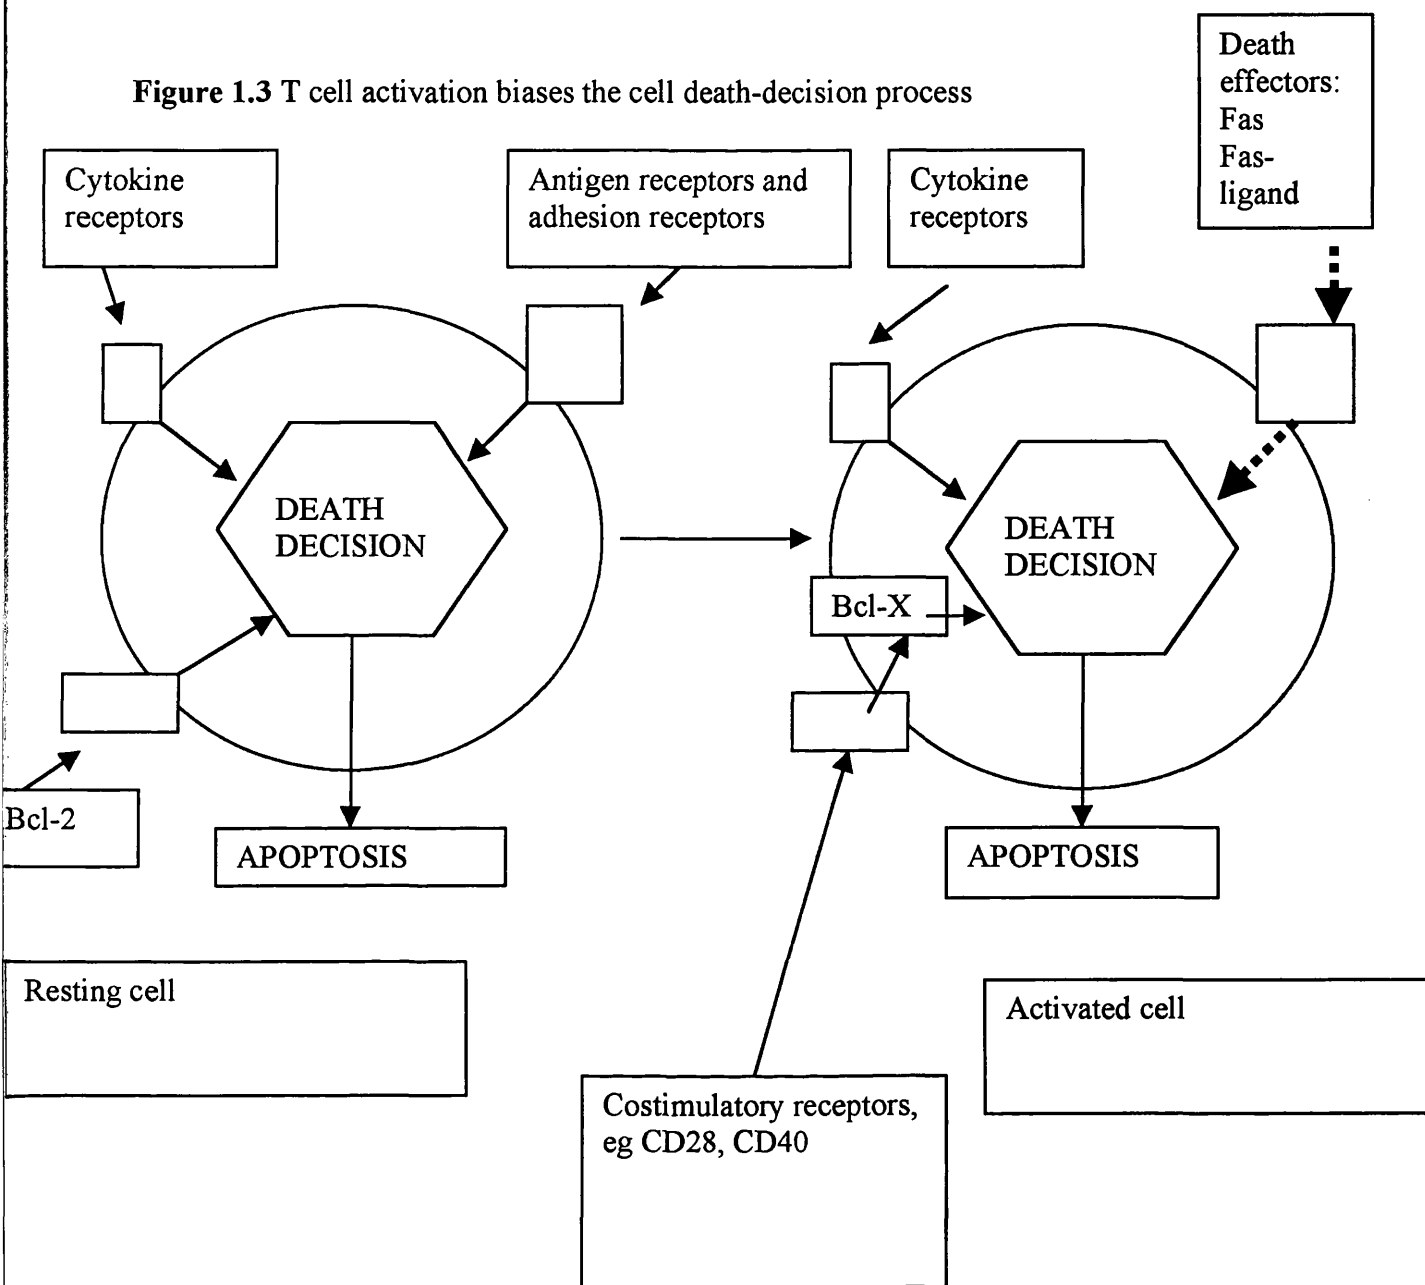 Figure 1.3 T cell activation biases the cell death-decision process
Death
effectors:
Fas
Fas-
ligand
Cytokine
receptors
Antigen receptors and
adhesion receptors
Cytokine
receptors
DEATH
DECISION
DEATH
DECISION
Bcl-X
Bcl-2
APOPTOSIS
APOPTOSIS
Resting cell
Activated cell
Costimulatory receptors,
eg CD28, CD40